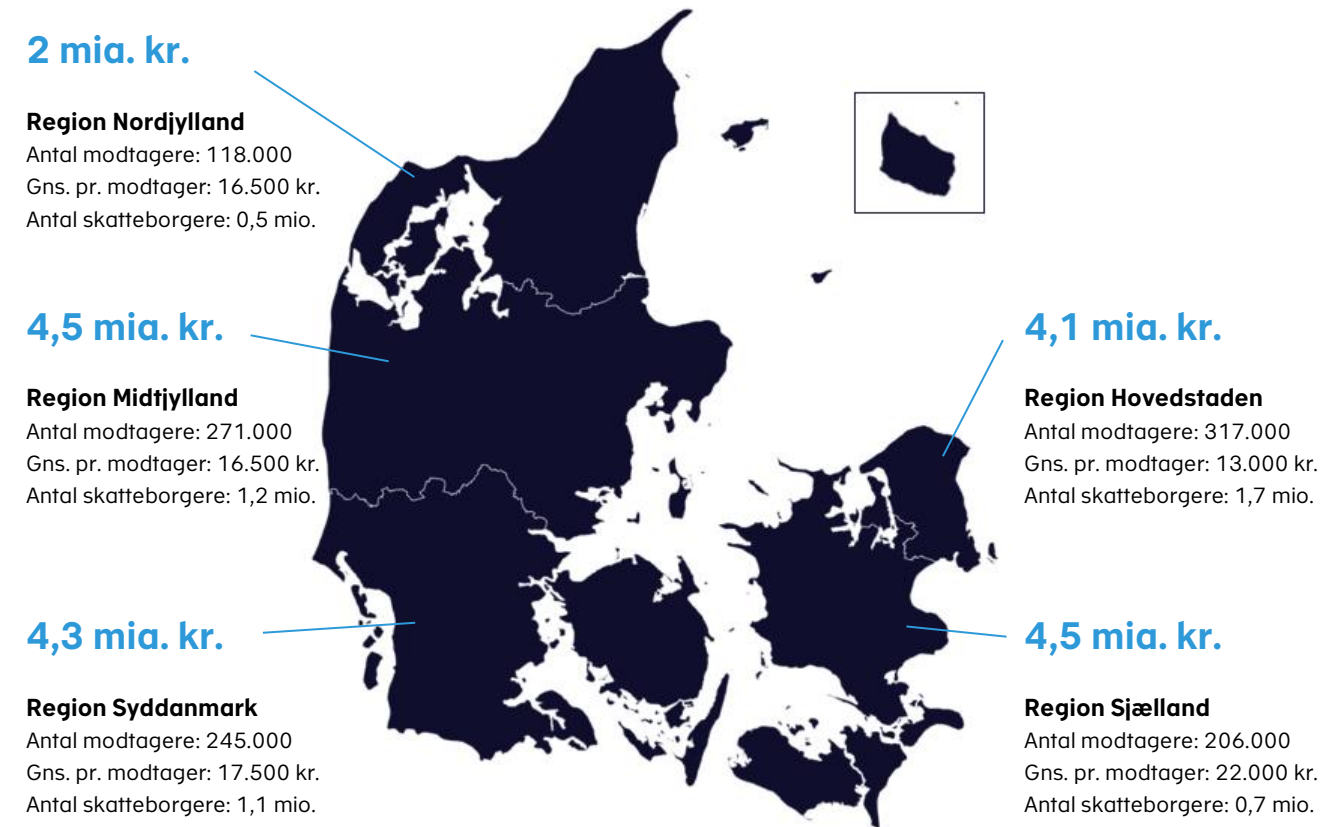 2 mia. kr.
Region Nordjylland
Antal modtagere: 118.000
Gns. pr. modtager: 16.500 kr.
Antal skatteborgere: 0,5 mio.
4,5 mia. kr.
Region Midtjylland
Antal modtagere: 271.000
Gns. pr. modtager: 16.500 kr.
Antal skatteborgere: 1,2 mio.
4,3 mia. kr.
Region Syddanmark
Antal modtagere: 245.000
Gns. pr. modtager: 17.500 kr.
Antal skatteborgere: 1,1 mio.
4,1 mia. kr.
Region Hovedstaden
Antal modtagere: 317.000
Gns. pr. modtager: 13.000 kr.
Antal skatteborgere: 1,7 mio.
4,5 mia. kr.
Region Sjælland
Antal modtagere: 206.000
Gns. pr. modtager: 22.000 kr.
Antal skatteborgere: 0,7 mio.